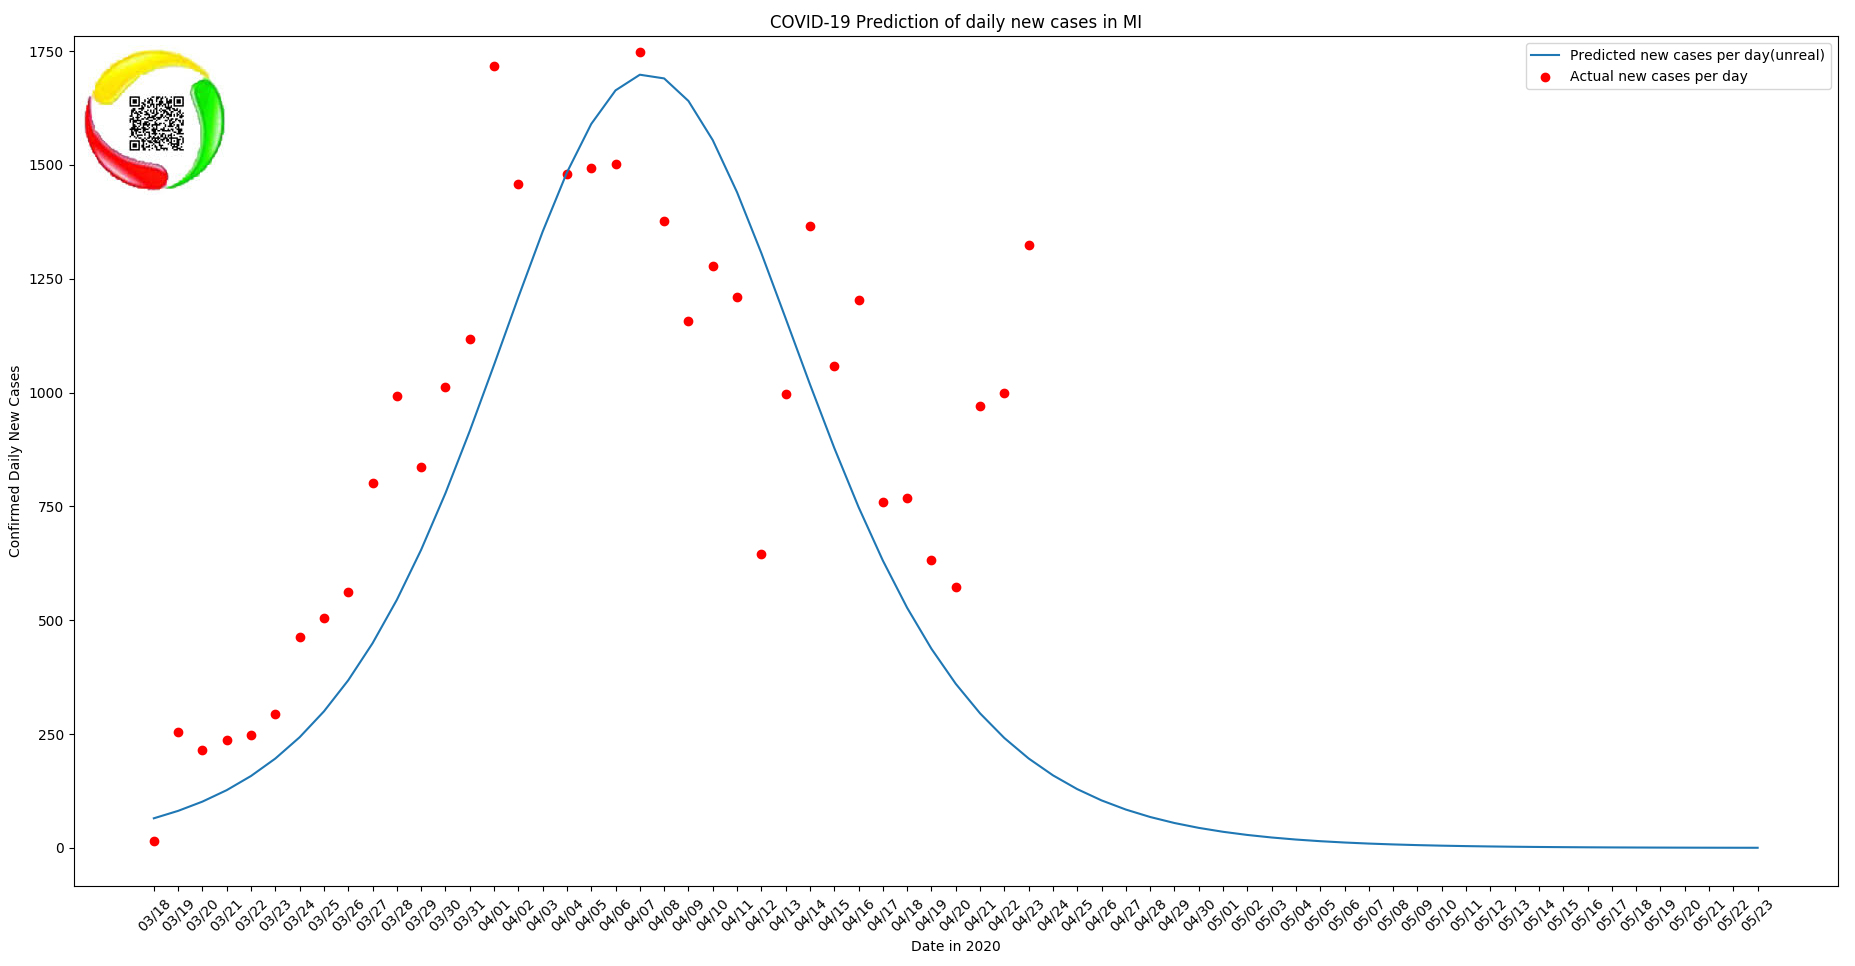 COVID-19 Prediction of daily new cases in MI
Predicted new cases per day(unreal)
Actual new cases per day
Confirmed Daily New Cases
1750
1500
1250
1000
750
500
250
0
03/18 03/19 03/20 03/21 03/22 03/23 03/24 03/25 03/26 03/27 03/28 03/29 03/30 03/31 04/01 04/02 04/03 04/04 04/05 04/06 04/07 04/08 04/09 04/10 04/11 04/12 04/13 04/14 04/15 04/16 04/17 04/18 04/19 04/20 04/21 04/22 04/23 04/24 04/25 04/26 04/27 04/28 04/29 04/30 05/01 05/02 05/03 05/04 05/05 05/06 05/07 05/08 05/09 05/10 05/11 05/12 05/13 05/14 05/15 05/16 05/17 05/18 05/19 05/20 05/21 05/22 05/23
Date in 2020